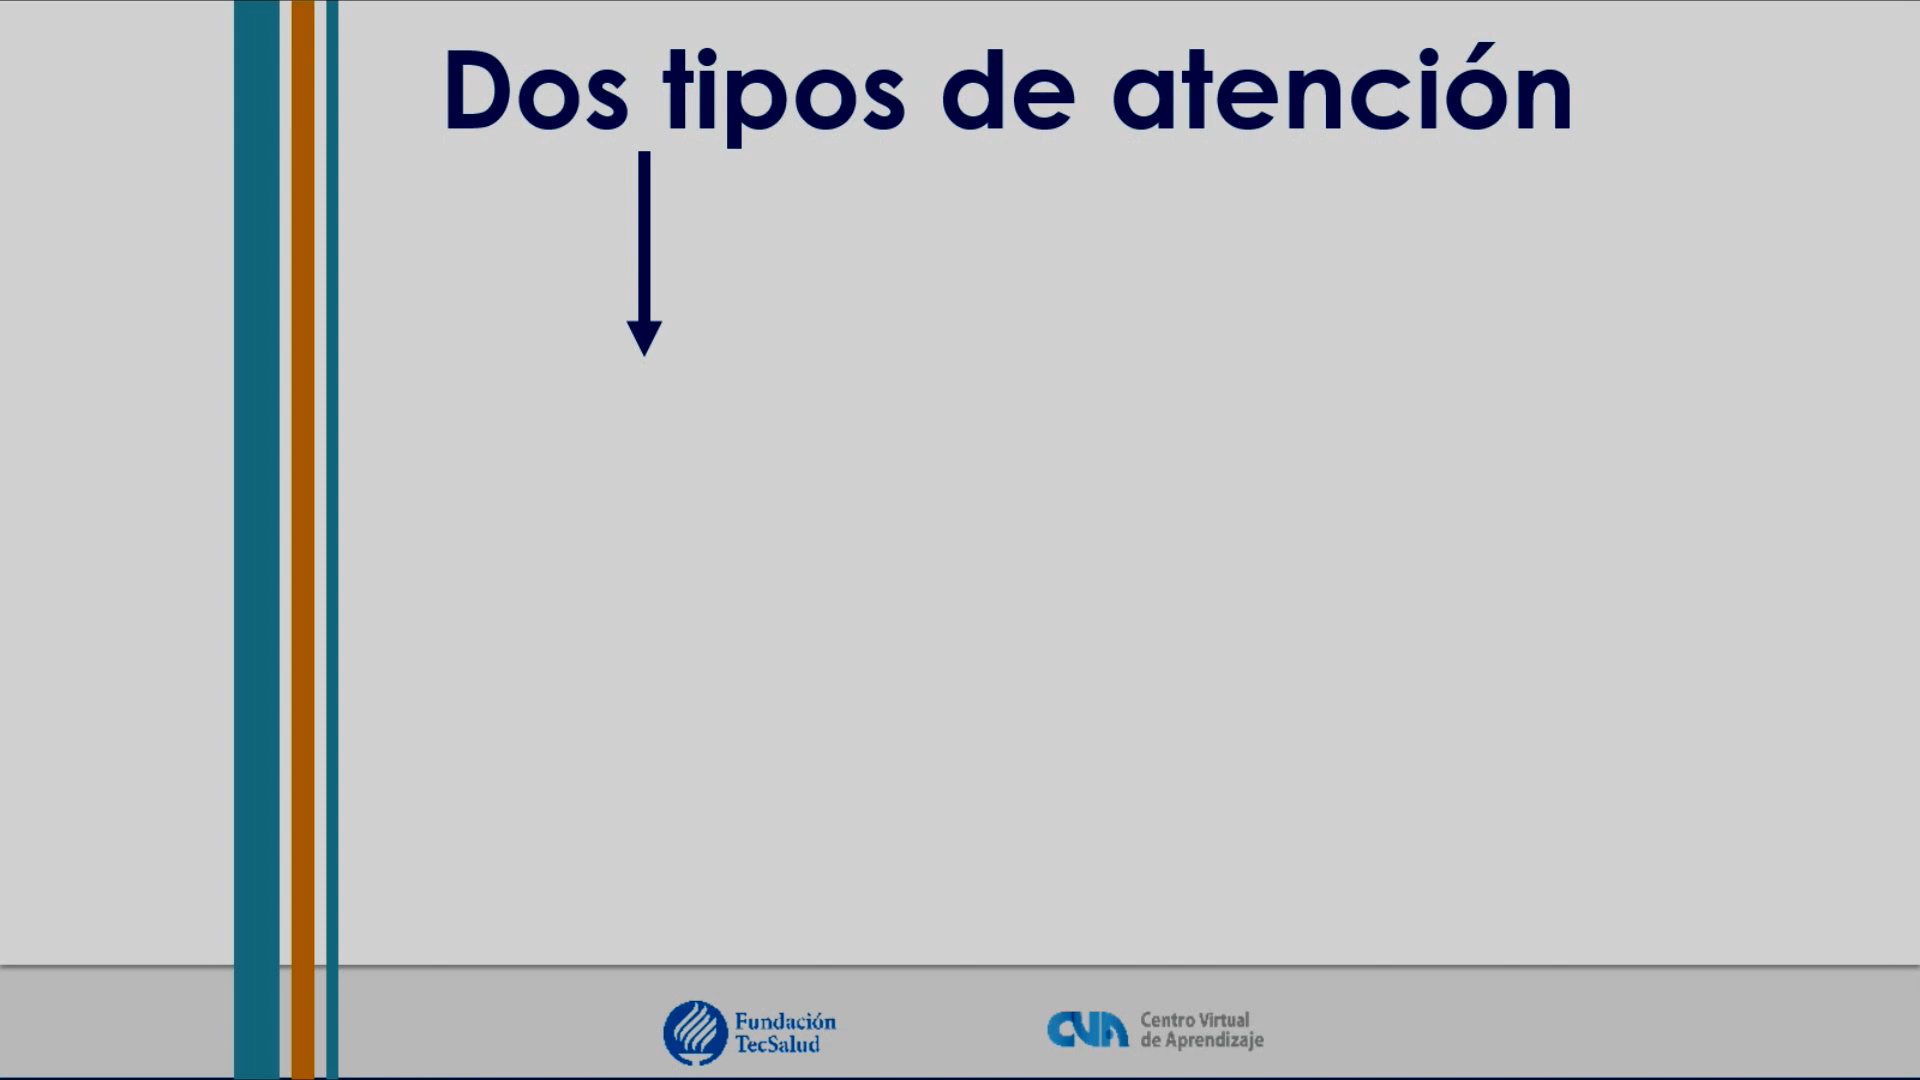 Dos tipos de atención
Fundación
TecSalud
CVA
Centro Virtual
de Aprendizaje